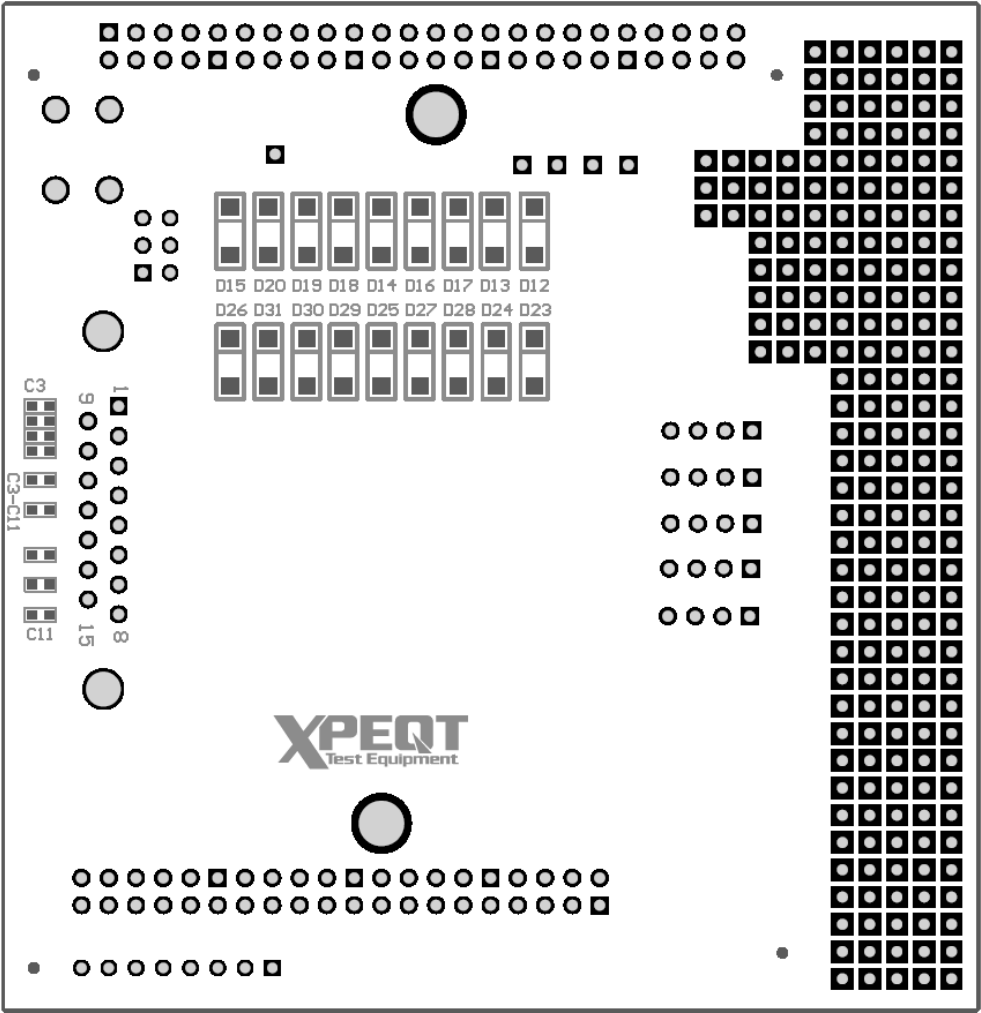 D15 D20 D19 D18 D14 D16 D17 D13 D12
D26 D31 D30 D29 D25 D27 D28 D24 D23
C3
9
1
C3-C11
C11
15
8
XPEQT
Test Equipment